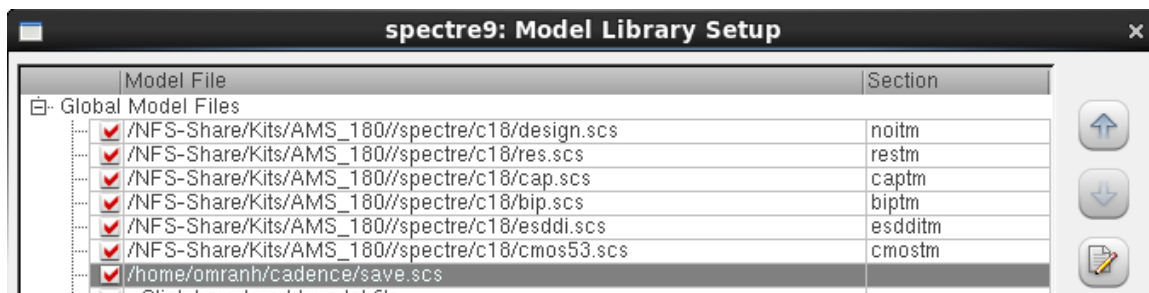 spectre9: Model Library Setup
Model File Section
Global Model Files
/NFS-Share/Kits/AMS_180//spectre/c18/design.scs noitm
/NFS-Share/Kits/AMS_180//spectre/c18/res.scs restm
/NFS-Share/Kits/AMS_180//spectre/c18/cap.scs captm
/NFS-Share/Kits/AMS_180//spectre/c18/bip.scs biptm
/NFS-Share/Kits/AMS_180//spectre/c18/esddi.scs esdditm
/NFS-Share/Kits/AMS_180//spectre/c18/cmos53.scs cmostm
/home/omranh/cadence/save.scs